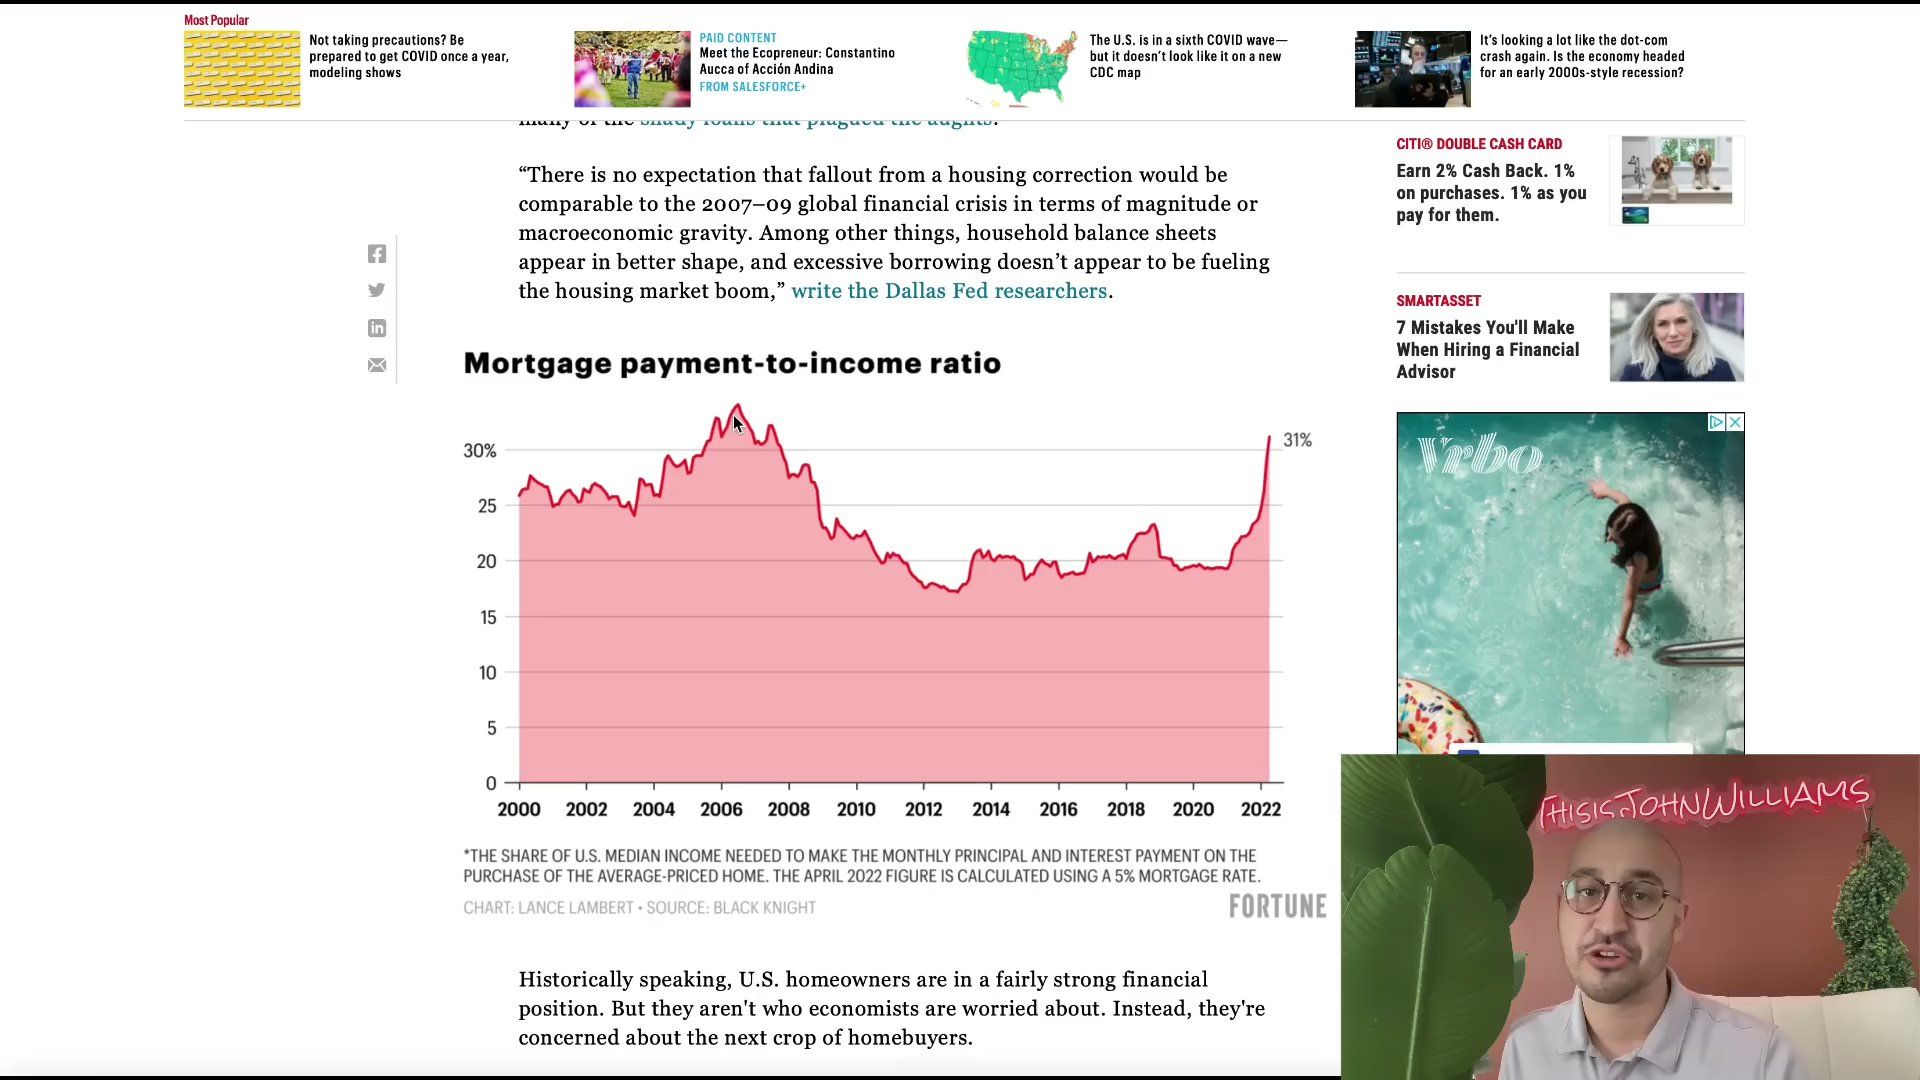 Most Popular
Not taking precautions? Be
prepared to get COVID once a year,
modeling shows
PAID CONTENT
Meet the Ecopreneur: Constantino
Aucca of Acción Andina
FROM SALESFORCE+
The U.S. is in a sixth COVID wave—
but it doesn't look like it on a new
CDC map
It's looking a lot like the dot-com
crash again. Is the economy headed
for an early 2000s-style recession?
many of the shady loans that plagued the aughts.
“There is no expectation that fallout from a housing correction would be
comparable to the 2007–09 global financial crisis in terms of magnitude or
macroeconomic gravity. Among other things, household balance sheets
appear in better shape, and excessive borrowing doesn’t appear to be fueling
the housing market boom,” write the Dallas Fed researchers.
CITI® DOUBLE CASH CARD
Earn 2% Cash Back. 1%
on purchases. 1% as you
pay for them.
SMARTASSET
7 Mistakes You'll Make
When Hiring a Financial
Advisor
Vrbo
Mortgage payment-to-income ratio
30%
25
20
15
10
5
0
31%
2000 2002 2004 2006 2008 2010 2012 2014 2016 2018 2020 2022
*THE SHARE OF U.S. MEDIAN INCOME NEEDED TO MAKE THE MONTHLY PRINCIPAL AND INTEREST PAYMENT ON THE
PURCHASE OF THE AVERAGE-PRICED HOME. THE APRIL 2022 FIGURE IS CALCULATED USING A 5% MORTGAGE RATE.
CHART: LANCE LAMBERT • SOURCE: BLACK KNIGHT
FORTUNE
THISISJOHNWILLIAMS
Historically speaking, U.S. homeowners are in a fairly strong financial
position. But they aren't who economists are worried about. Instead, they're
concerned about the next crop of homebuyers.